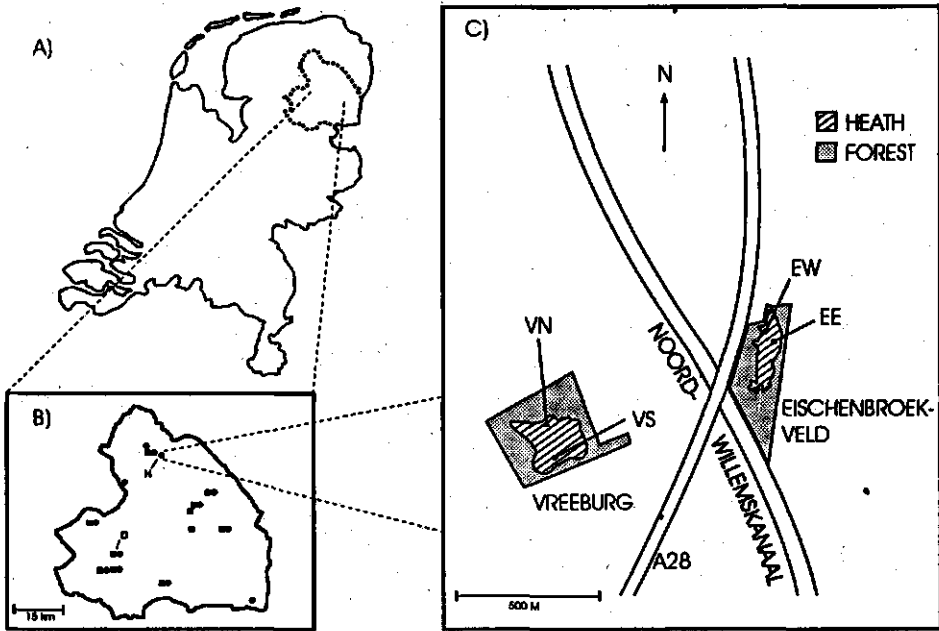 A)
B)
15 km
C)
N
HEATH
FOREST
EW
EE
VN
VS
NOORD-
WILLEMSKANAAL
EISCHENBROEK-
VELD
VREEBURG
A28
500 M